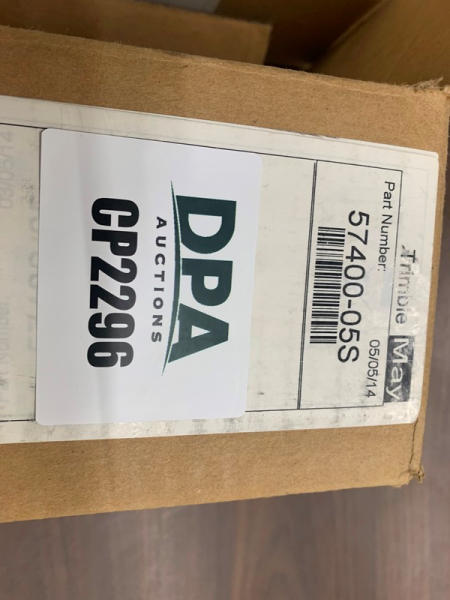 Trimble May
Part Number: 05/05/14
57400-05S
DPA
AUCTIONS
CP2296